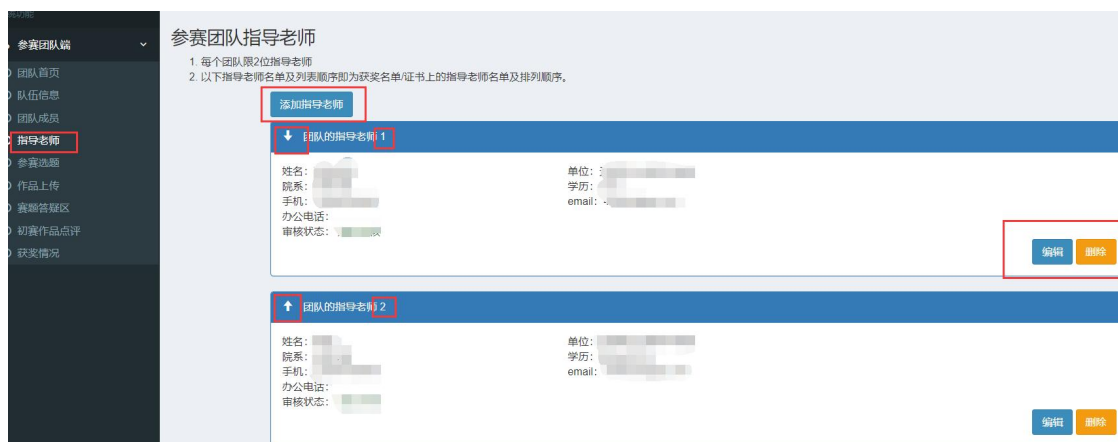 参赛团队端
团队首页
队伍信息
团队成员
指导老师
参赛选题
作品上传
赛题答疑区
初赛作品点评
获奖情况
参赛团队指导老师
1. 每个团队限2位指导老师
2. 以下指导老师名单及列表顺序即为获奖名单/证书上的指导老师名单及排列顺序。
添加指导老师
团队的指导老师 1
姓名:
单位:
院系:
学历:
手机:
email:
办公电话:
审核状态:
编辑 删除
团队的指导老师 2
姓名:
单位:
院系:
学历:
手机:
email:
办公电话:
审核状态:
编辑 删除